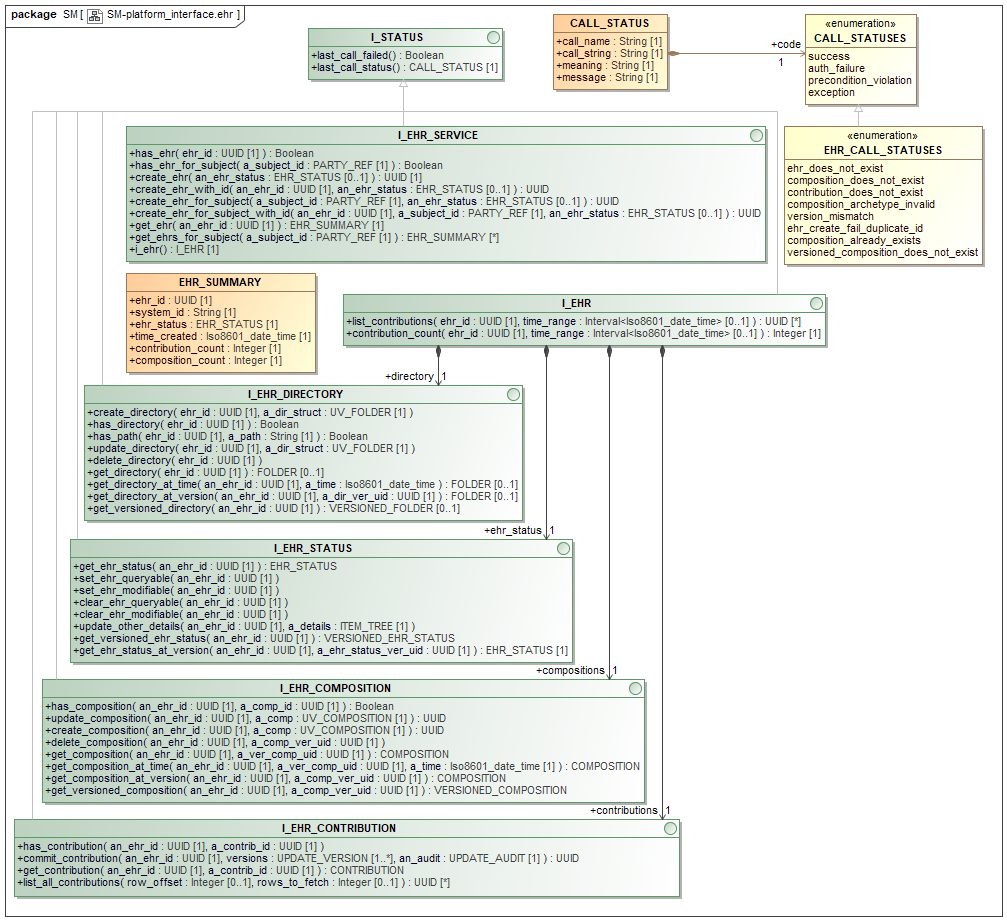 package SM [ SM-platform_interface.ehr ]
I_STATUS
+last_call_failed() : Boolean
+last_call_status() : CALL_STATUS [1]
CALL_STATUS
+call_name : String [1]
+call_string : String [1]
+meaning : String [1]
+message : String [1]
+code
1
«enumeration»
CALL_STATUSES
success
auth_failure
precondition_violation
exception
«enumeration»
EHR_CALL_STATUSES
ehr_does_not_exist
composition_does_not_exist
contribution_does_not_exist
composition_archetype_invalid
version_mismatch
ehr_create_fail_duplicate_id
composition_already_exists
versioned_composition_does_not_exist
I_EHR_SERVICE
+has_ehr( ehr_id : UUID [1] ) : Boolean
+has_ehr_for_subject( a_subject_id : PARTY_REF [1] ) : Boolean
+create_ehr( an_ehr_status : EHR_STATUS [0..1] ) : UUID [1]
+create_ehr_with_id( an_ehr_id : UUID [1], an_ehr_status : EHR_STATUS [0..1] ) : UUID
+create_ehr_for_subject( a_subject_id : PARTY_REF [1], an_ehr_status : EHR_STATUS [0..1] ) : UUID
+create_ehr_for_subject_with_id( an_ehr_id : UUID [1], a_subject_id : PARTY_REF [1], an_ehr_status : EHR_STATUS [0..1] ) : UUID
+get_ehr( an_ehr_id : UUID [1] ) : EHR_SUMMARY [1]
+get_ehrs_for_subject( a_subject_id : PARTY_REF [1] ) : EHR_SUMMARY [*]
+i_ehr() : I_EHR [1]
EHR_SUMMARY
+ehr_id : UUID [1]
+system_id : String [1]
+ehr_status : EHR_STATUS [1]
+time_created : Iso8601_date_time [1]
+contribution_count : Integer [1]
+composition_count : Integer [1]
I_EHR
+list_contributions( ehr_id : UUID [1], time_range : Interval<Iso8601_date_time> [0..1] ) : UUID [*]
+contribution_count( ehr_id : UUID [1], time_range : Interval<Iso8601_date_time> [0..1] ) : Integer [1]
+directory 1
I_EHR_DIRECTORY
+create_directory( ehr_id : UUID [1], a_dir_struct : UV_FOLDER [1] )
+has_directory( ehr_id : UUID [1] ) : Boolean
+has_path( ehr_id : UUID [1], a_path : String [1] ) : Boolean
+update_directory( ehr_id : UUID [1], a_dir_struct : UV_FOLDER [1] )
+delete_directory( ehr_id : UUID [1] )
+get_directory( ehr_id : UUID [1] ) : FOLDER [0..1]
+get_directory_at_time( an_ehr_id : UUID [1], a_time : Iso8601_date_time ) : FOLDER [0..1]
+get_directory_at_version( an_ehr_id : UUID [1], a_dir_ver_uid : UUID [1] ) : FOLDER [0..1]
+get_versioned_directory( an_ehr_id : UUID [1] ) : VERSIONED_FOLDER [0..1]
+ehr_status 1
I_EHR_STATUS
+get_ehr_status( an_ehr_id : UUID [1] ) : EHR_STATUS
+set_ehr_queryable( an_ehr_id : UUID [1] )
+set_ehr_modifiable( an_ehr_id : UUID [1] )
+clear_ehr_queryable( an_ehr_id : UUID [1] )
+clear_ehr_modifiable( an_ehr_id : UUID [1] )
+update_other_details( an_ehr_id : UUID [1], a_details : ITEM_TREE [1] )
+get_versioned_ehr_status( an_ehr_id : UUID [1] ) : VERSIONED_EHR_STATUS
+get_ehr_status_at_version( an_ehr_id : UUID [1], a_ehr_status_ver_uid : UUID [1] ) : EHR_STATUS [1]
+compositions 1
I_EHR_COMPOSITION
+has_composition( an_ehr_id : UUID [1], a_comp_id : UUID [1] ) : Boolean
+update_composition( an_ehr_id : UUID [1], a_comp : UV_COMPOSITION [1] ) : UUID
+create_composition( an_ehr_id : UUID [1], a_comp : UV_COMPOSITION [1] ) : UUID
+delete_composition( an_ehr_id : UUID [1], a_comp_ver_uid : UUID [1] )
+get_composition( an_ehr_id : UUID [1], a_ver_comp_uid : UUID [1] ) : COMPOSITION
+get_composition_at_time( an_ehr_id : UUID [1], a_ver_comp_uid : UUID [1], a_time : Iso8601_date_time [1] ) : COMPOSITION
+get_composition_at_version( an_ehr_id : UUID [1], a_comp_ver_uid : UUID [1] ) : COMPOSITION
+get_versioned_composition( an_ehr_id : UUID [1], a_comp_ver_uid : UUID [1] ) : VERSIONED_COMPOSITION
+contributions 1
I_EHR_CONTRIBUTION
+has_contribution( an_ehr_id : UUID [1], a_contrib_id : UUID [1] )
+commit_contribution( an_ehr_id : UUID [1], versions : UPDATE_VERSION [1..*], an_audit : UPDATE_AUDIT [1] ) : UUID
+get_contribution( an_ehr_id : UUID [1], a_contrib_id : UUID [1] ) : CONTRIBUTION
+list_all_contributions( row_offset : Integer [0..1], rows_to_fetch : Integer [0..1] ) : UUID [*]